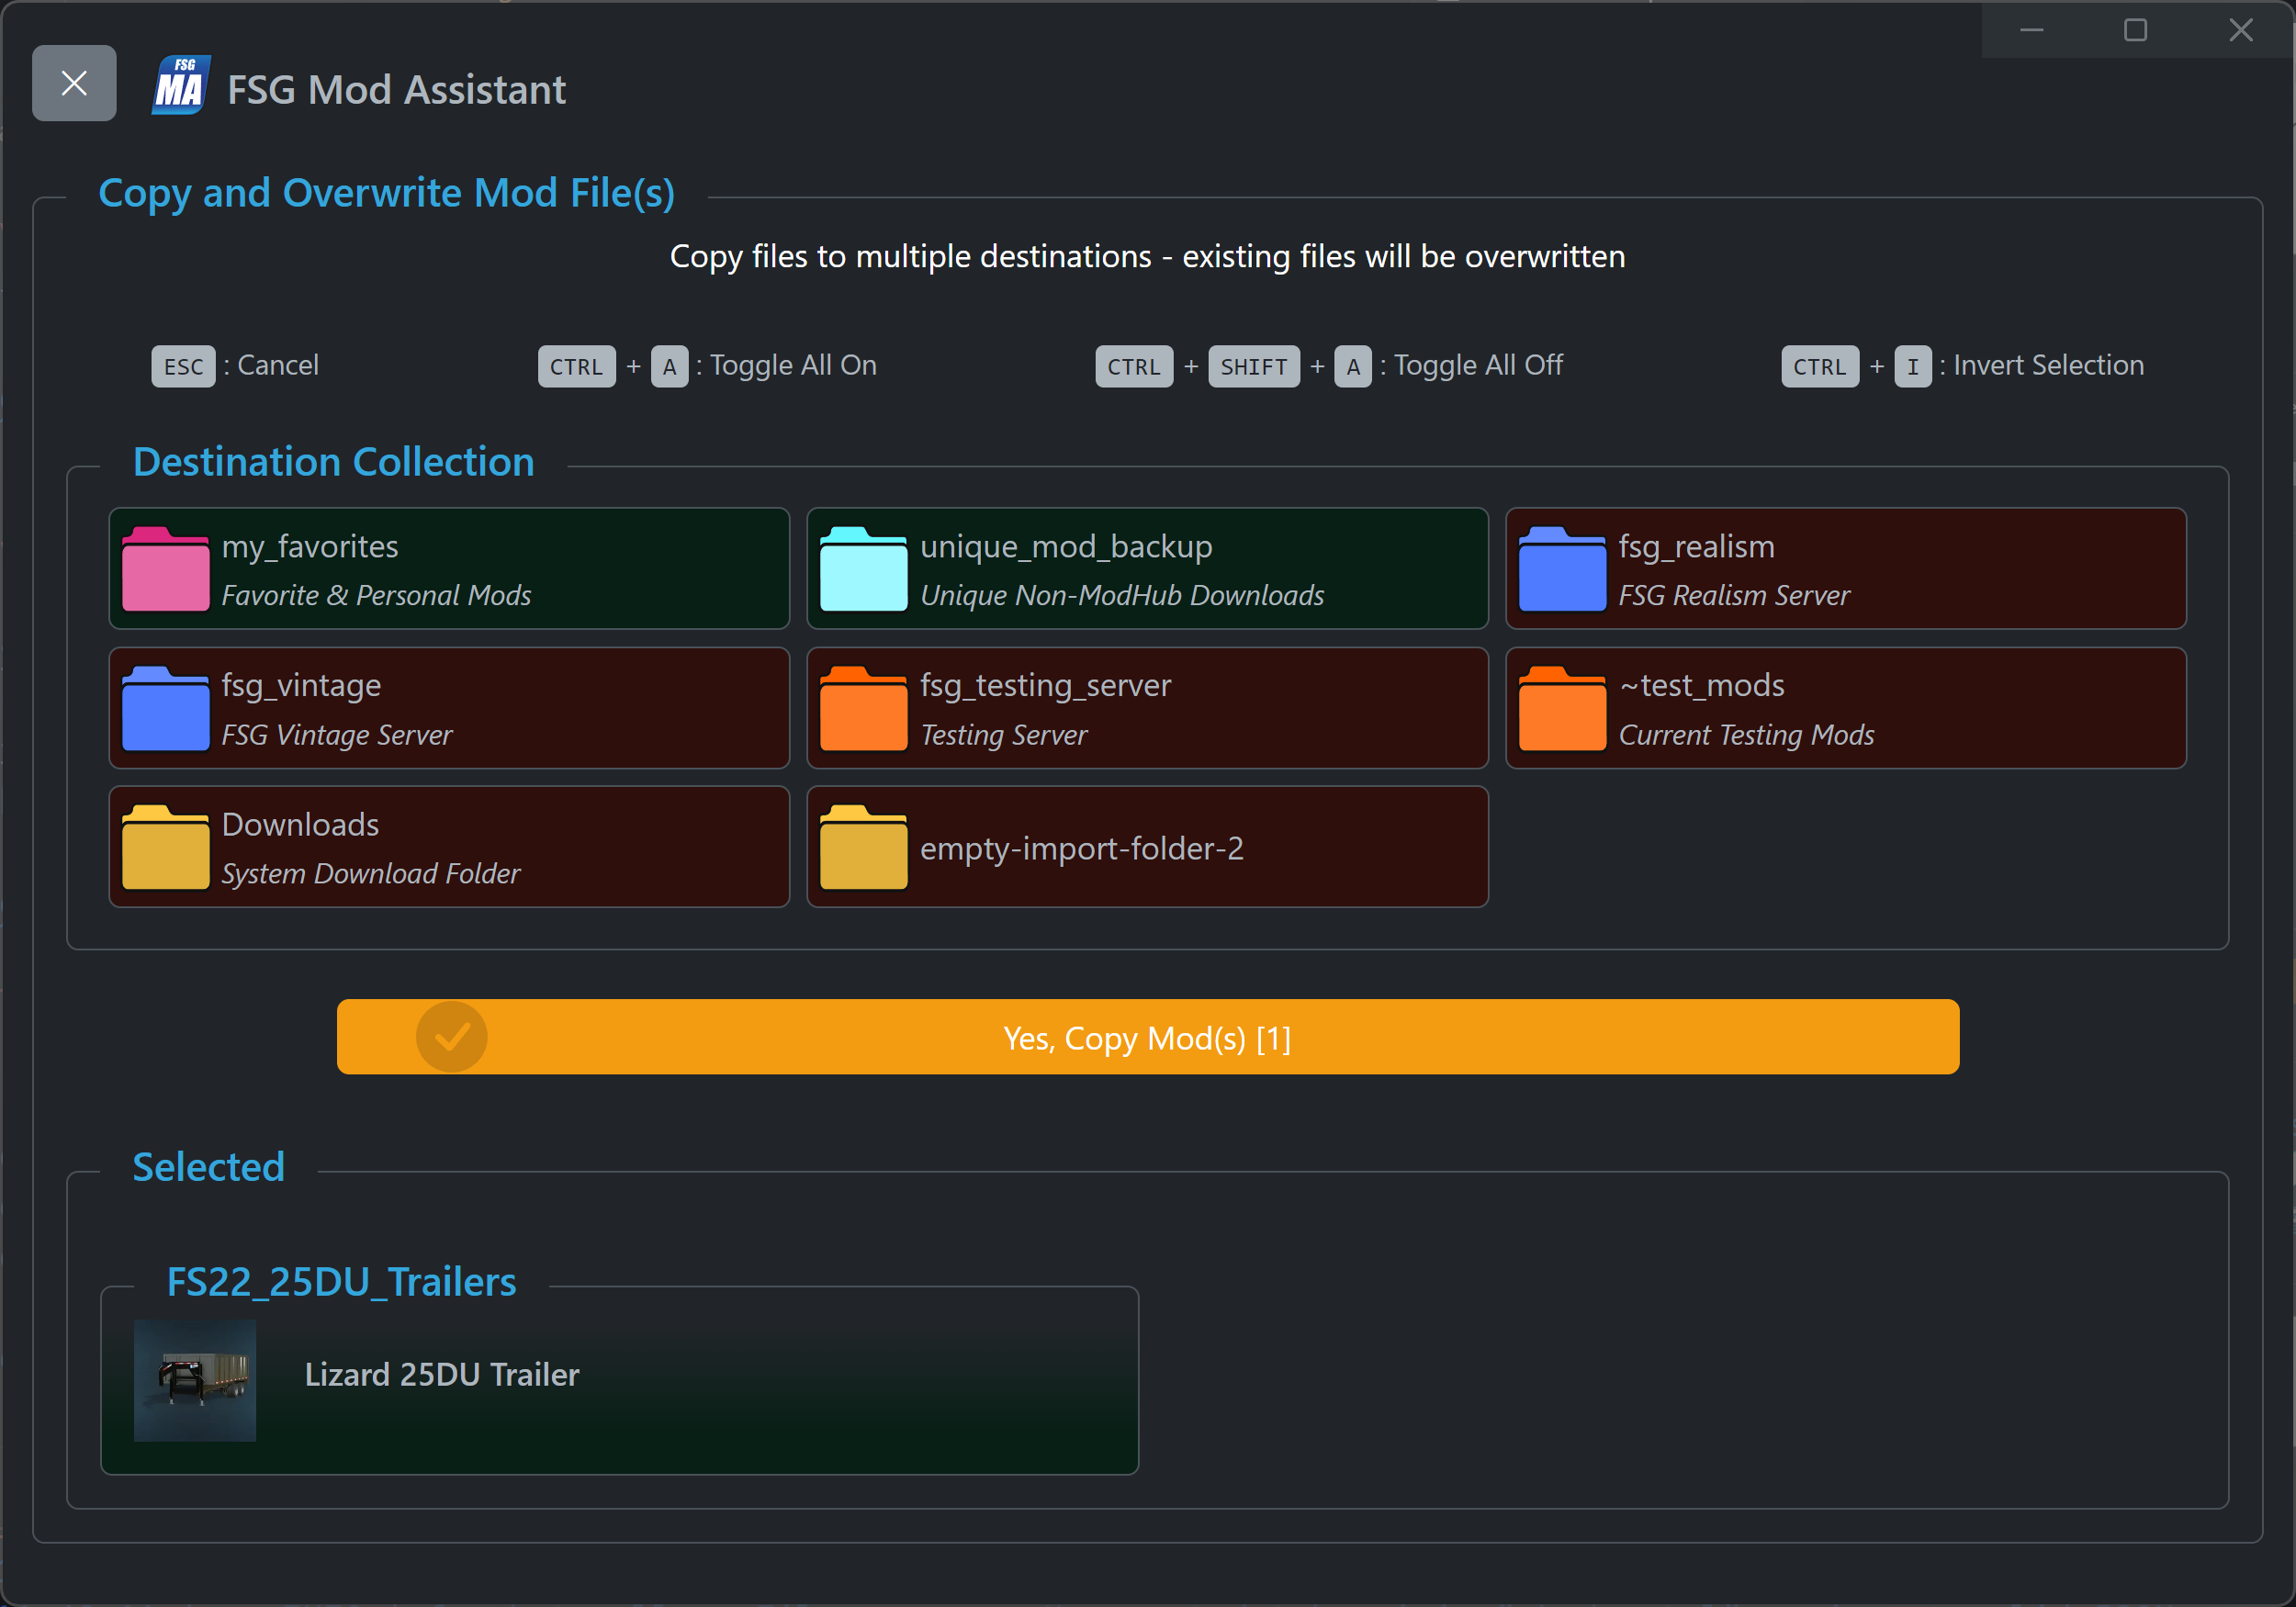 FSG
MA
FSG Mod Assistant
Copy and Overwrite Mod File(s)
Copy files to multiple destinations - existing files will be overwritten
ESC : Cancel
CTRL + A : Toggle All On
CTRL + SHIFT + A : Toggle All Off
CTRL + I : Invert Selection
Destination Collection
my_favorites
Favorite & Personal Mods
unique_mod_backup
Unique Non-ModHub Downloads
fsg_realism
FSG Realism Server
fsg_vintage
FSG Vintage Server
fsg_testing_server
Testing Server
~test_mods
Current Testing Mods
Downloads
System Download Folder
empty-import-folder-2
Yes, Copy Mod(s) [1]
Selected
FS22_25DU_Trailers
Lizard 25DU Trailer